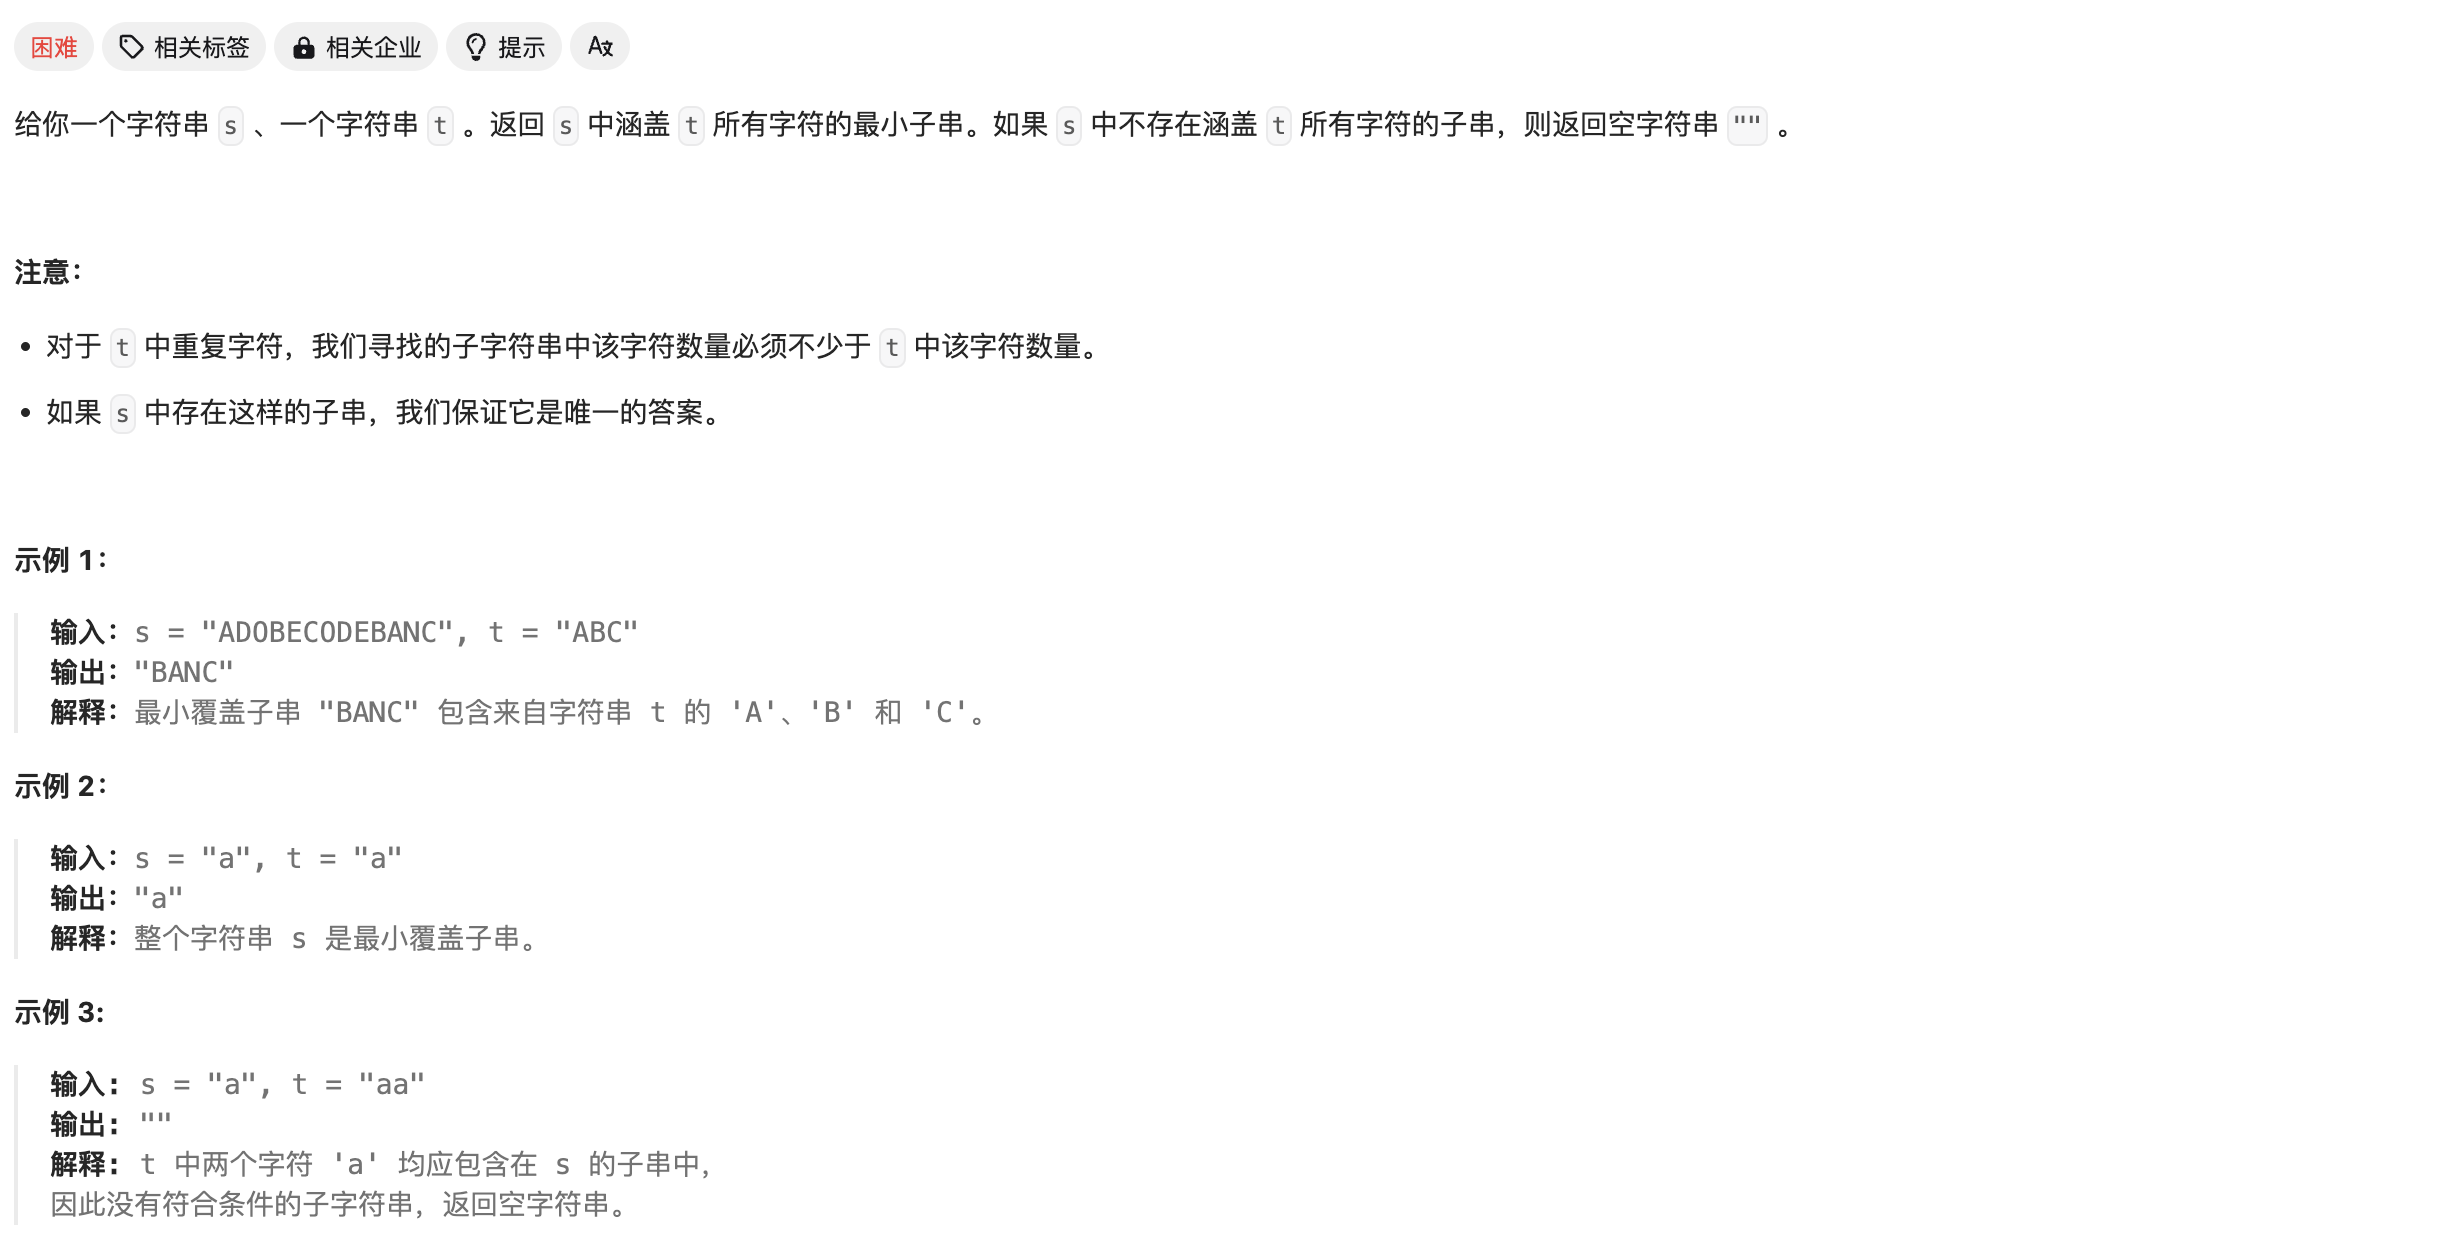 困难 相关标签 相关企业 提示 A文
给你一个字符串 s 、一个字符串 t 。返回 s 中涵盖 t 所有字符的最小子串。如果 s 中不存在涵盖 t 所有字符的子串，则返回空字符串 "" 。
注意：
• 对于 t 中重复字符，我们寻找的子字符串中该字符数量必须不少于 t 中该字符数量。
• 如果 s 中存在这样的子串，我们保证它是唯一的答案。
示例 1：
输入：s = "ADOBECODEBANC", t = "ABC"
输出："BANC"
解释：最小覆盖子串 "BANC" 包含来自字符串 t 的 'A'、'B' 和 'C'。
示例 2：
输入：s = "a", t = "a"
输出："a"
解释：整个字符串 s 是最小覆盖子串。
示例 3:
输入: s = "a", t = "aa"
输出: ""
解释: t 中两个字符 'a' 均应包含在 s 的子串中，
因此没有符合条件的子字符串，返回空字符串。